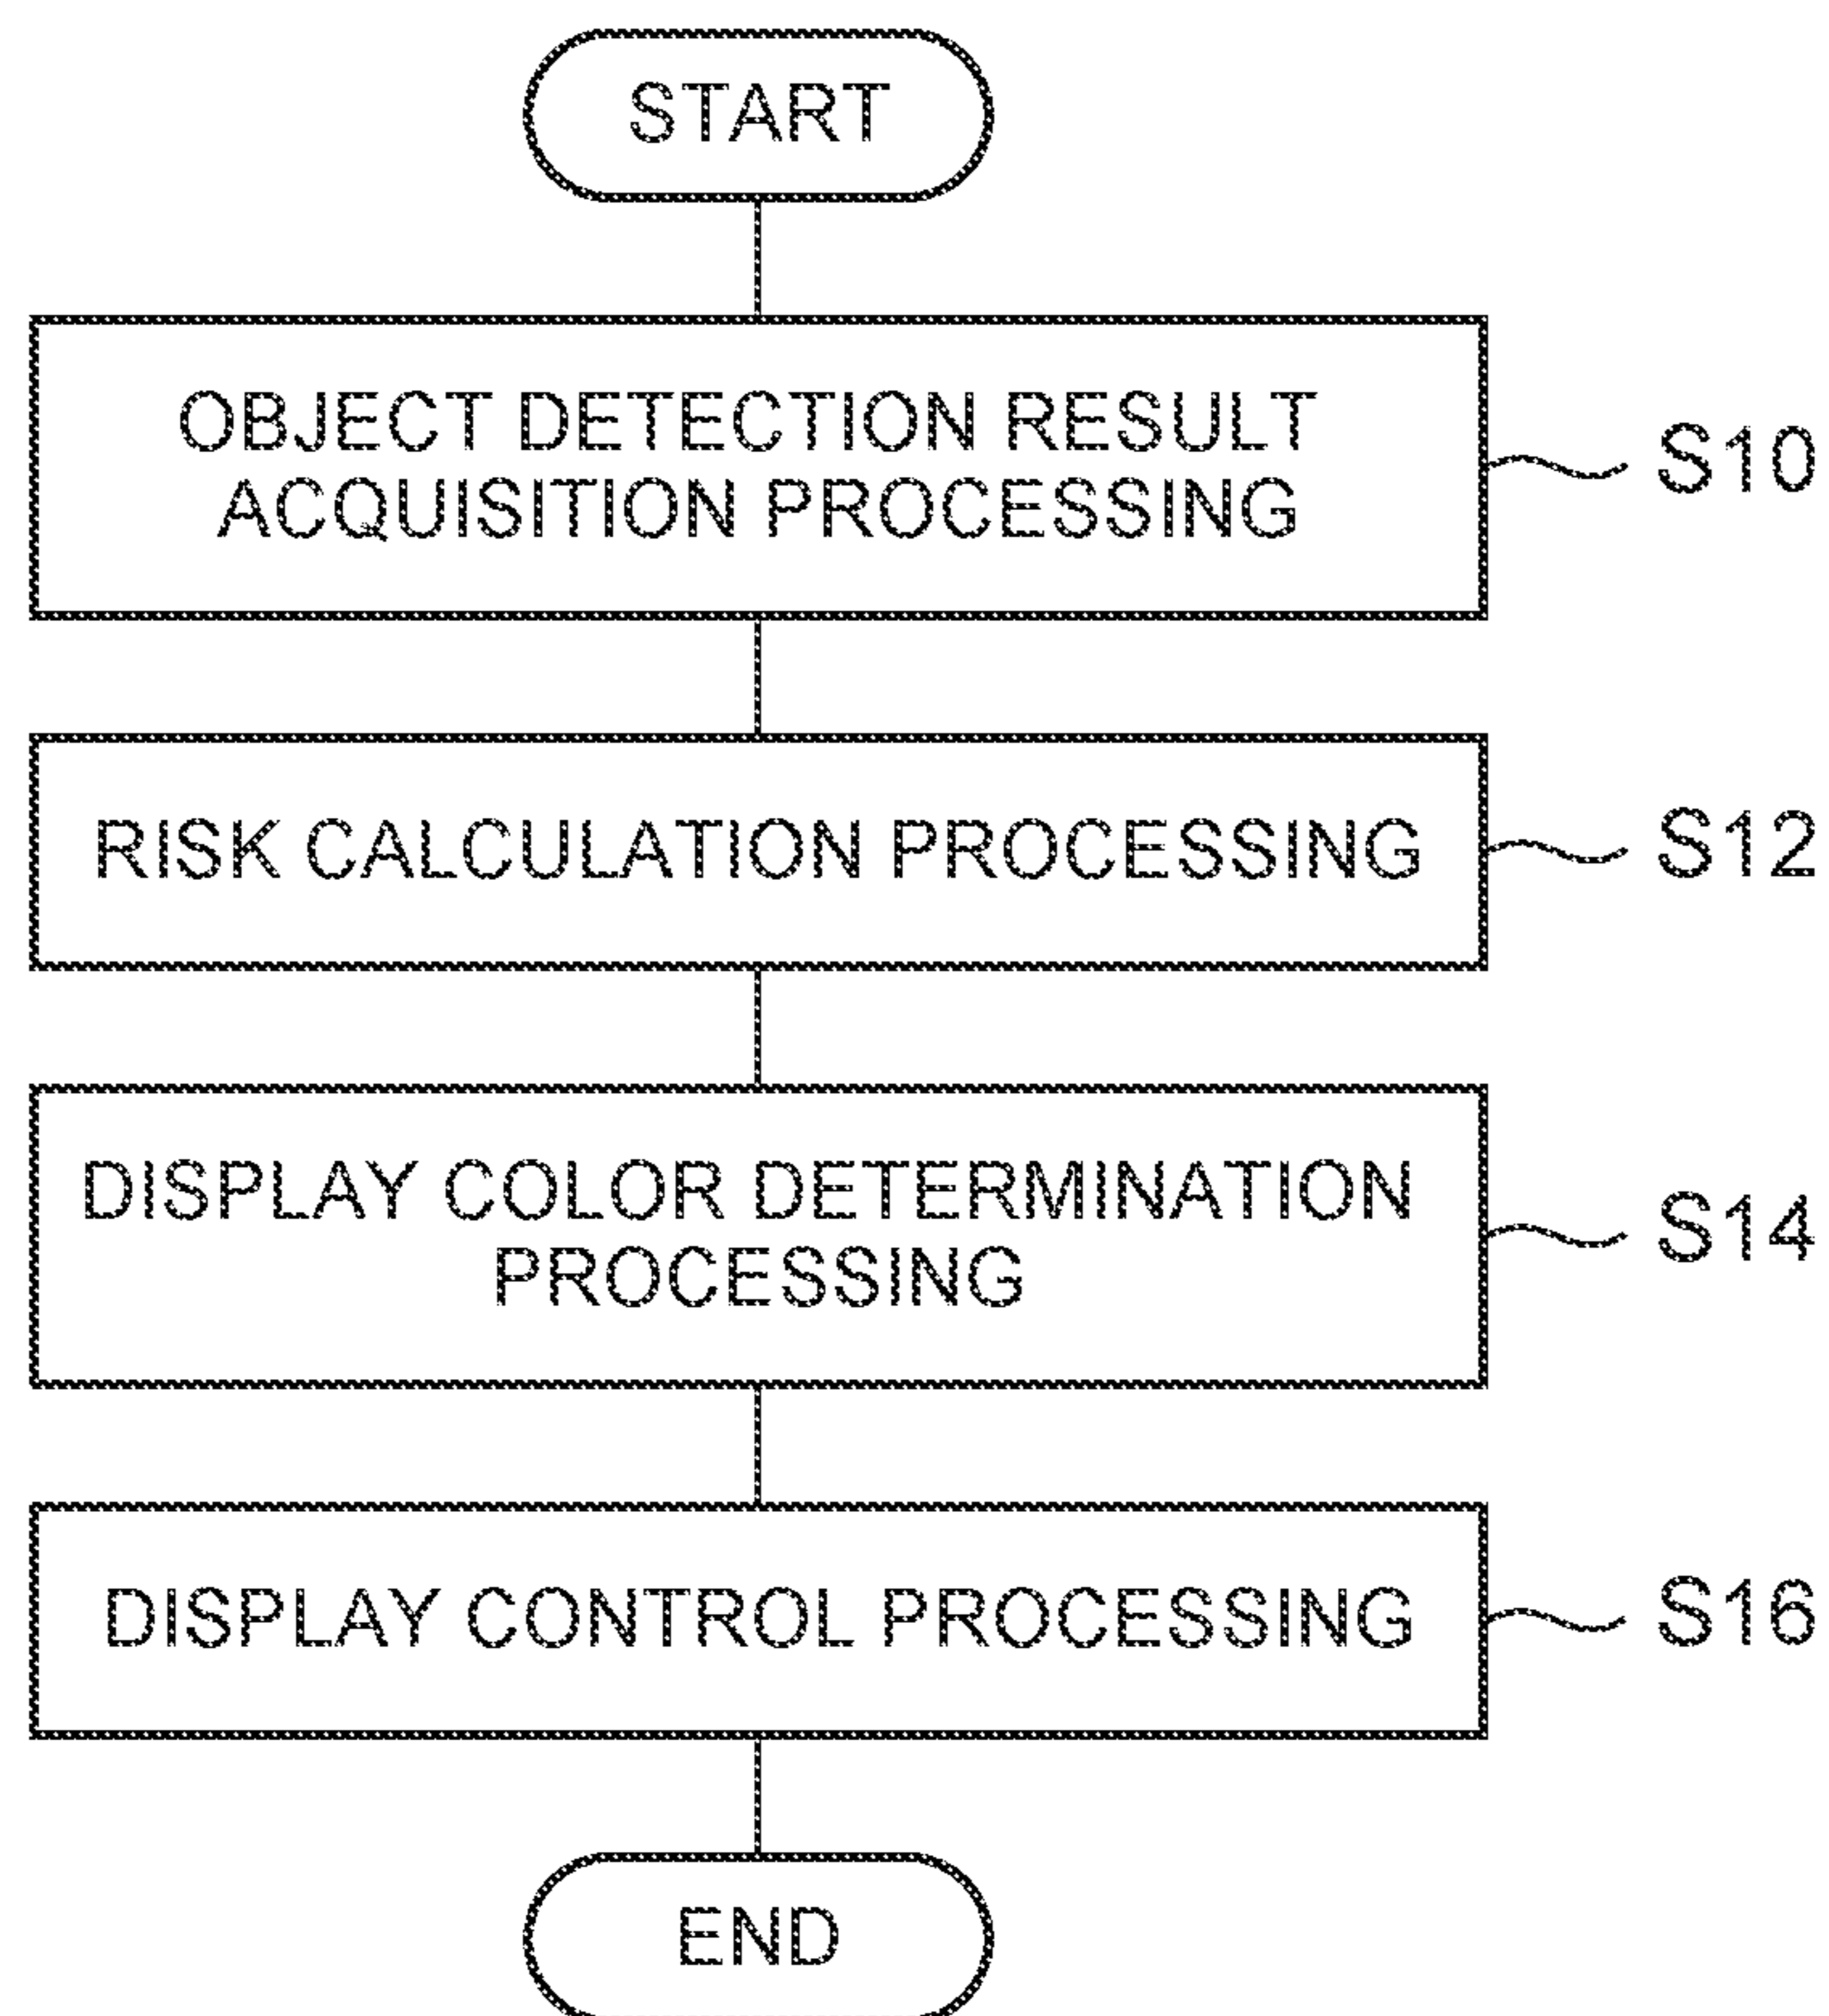 START
OBJECT DETECTION RESULT
ACQUISITION PROCESSING
S10
RISK CALCULATION PROCESSING
S12
DISPLAY COLOR DETERMINATION
PROCESSING
S14
DISPLAY CONTROL PROCESSING
S16
END